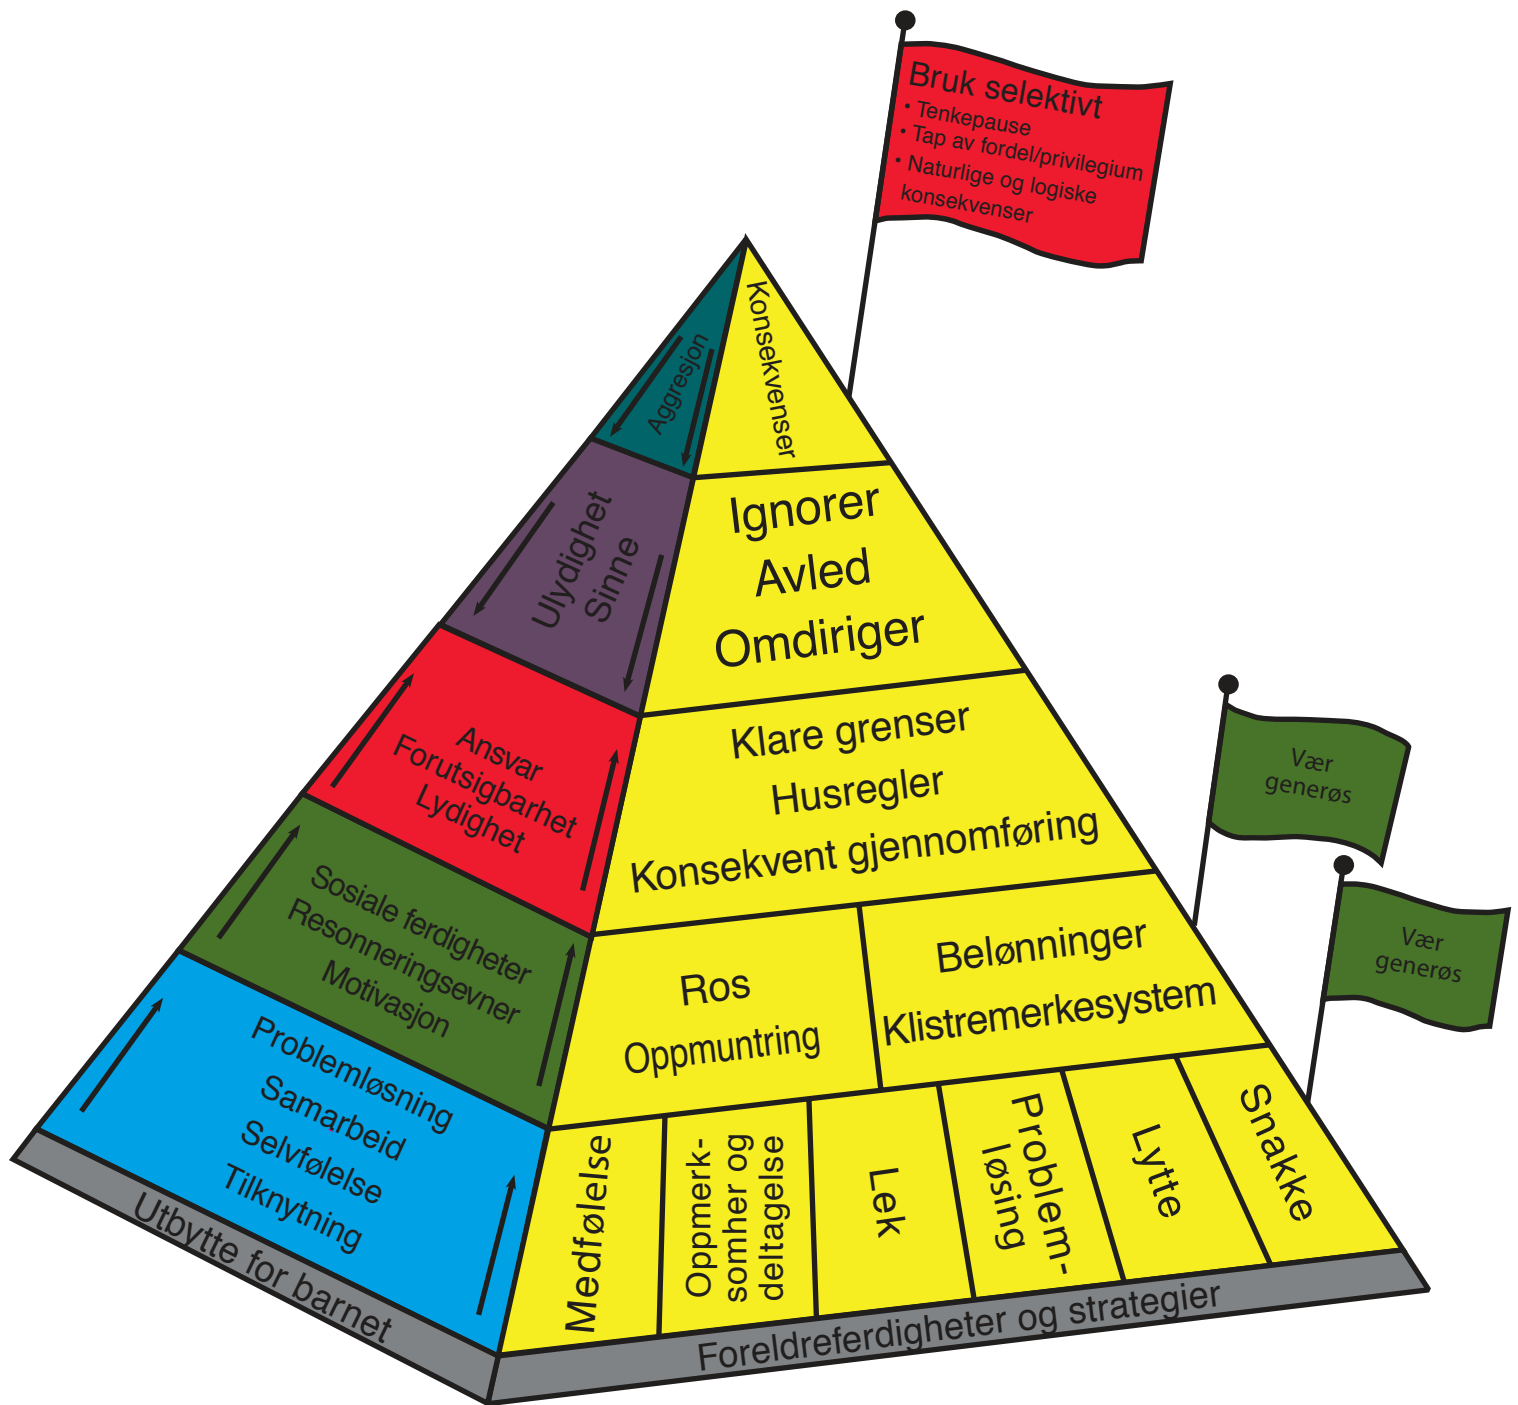 Bruk selektivt
• Tenkepause
• Tap av fordel/privilegium
• Naturlige og logiske
konsekvenser
Aggresjon
Konsekvenser
Ulydighet
Sinne
Ignorer
Avled
Omdiriger
Ansvar
Forutsigbarhet
Lydighet
Klare grenser
Husregler
Konsekvent gjennomføring
Vær
generøs
Sosiale ferdigheter
Resonneringsevner
Motivasjon
Ros
Oppmuntring
Belønninger
Klistremerkesystem
Vær
generøs
Problemløsning
Samarbeid
Selvfølelse
Tilknytning
Medfølelse
Oppmerk-
somher og
deltagelse
Lek
Problem-
løsing
Lytte
Snakke
Utbytte for barnet
Foreldreferdigheter og strategier